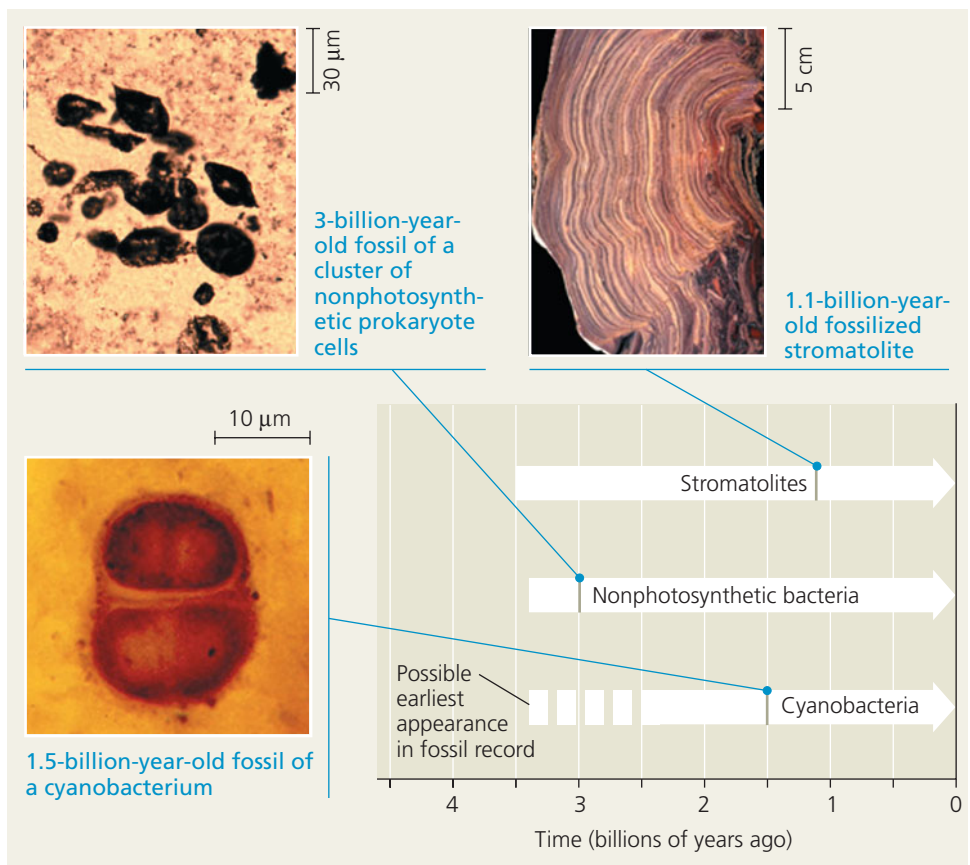 30 μm
5 cm
3-billion-year-
old fossil of a
cluster of
nonphotosynth-
etic prokaryote
cells
1.1-billion-year-
old fossilized
stromatolite
10 μm
1.5-billion-year-old fossil of
a cyanobacterium
Stromatolites
Nonphotosynthetic bacteria
Possible
earliest
appearance
in fossil record
Cyanobacteria
4 3 2 1 0
Time (billions of years ago)